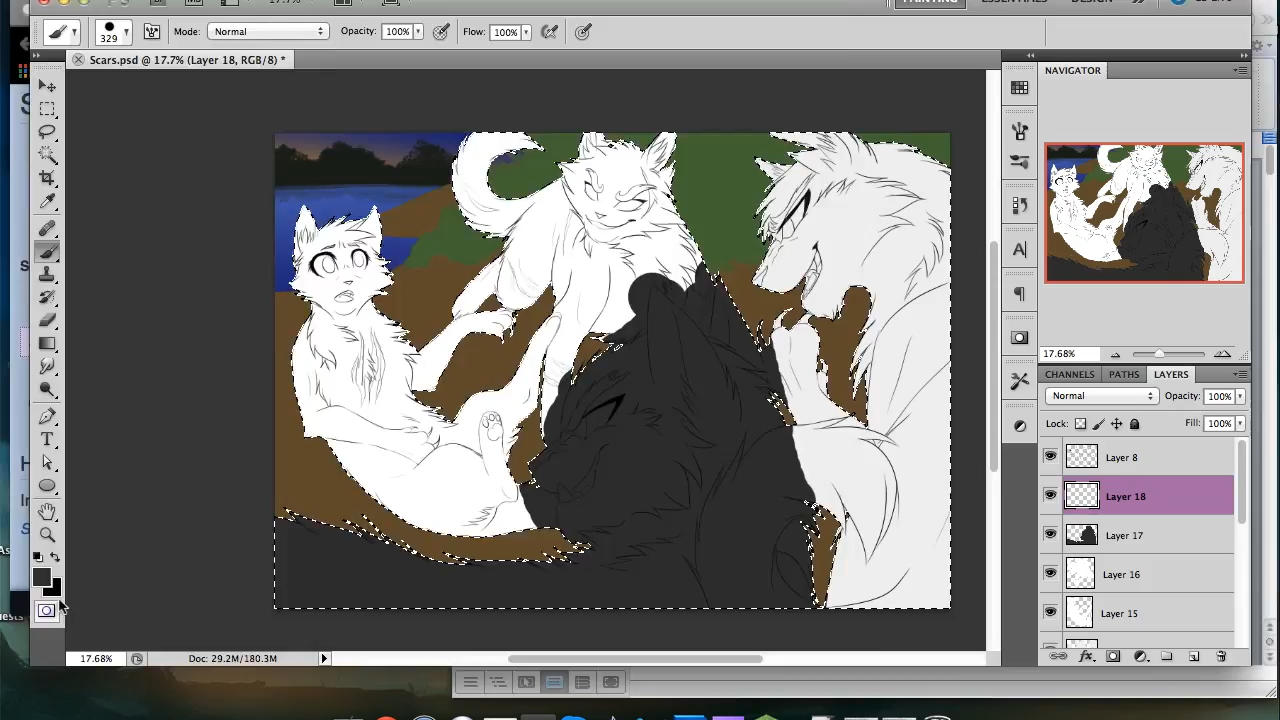 17.7%
PAINTING ESSENTIALS DESIGN
329 Mode: Normal Opacity: 100% Flow: 100%
Scars.psd @ 17.7% (Layer 18, RGB/8) *
NAVIGATOR
17.68%
CHANNELS PATHS LAYERS
Normal Opacity: 100%
Lock: Fill: 100%
Layer 8
Layer 18
Layer 17
Layer 16
Layer 15
17.68% Doc: 29.2M/180.3M